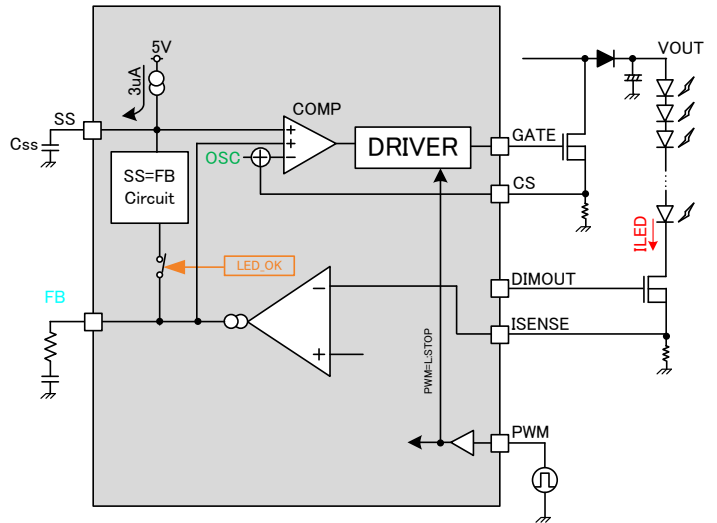 5V
3uA
VOUT
SS
COMP
Css
+
+
−
OSC
DRIVER
GATE
SS=FB
Circuit
CS
ILED
LED_OK
DIMOUT
FB
−
ISENSE
+
PWM=L:STOP
PWM